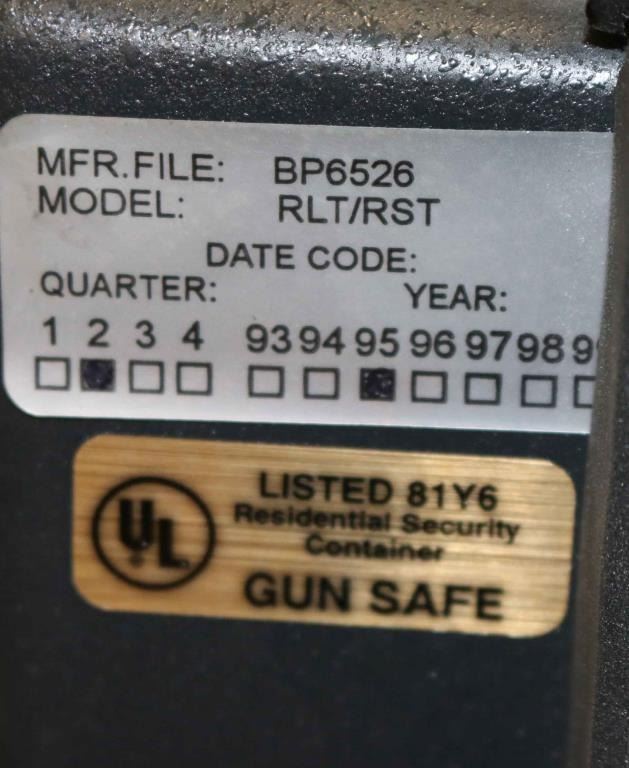 MFR.FILE: BP6526
MODEL: RLT/RST
DATE CODE:
QUARTER: YEAR:
1 2 3 4 93 94 95 96 97 98 9
UL
LISTED 81Y6
Residential Security
Container
GUN SAFE